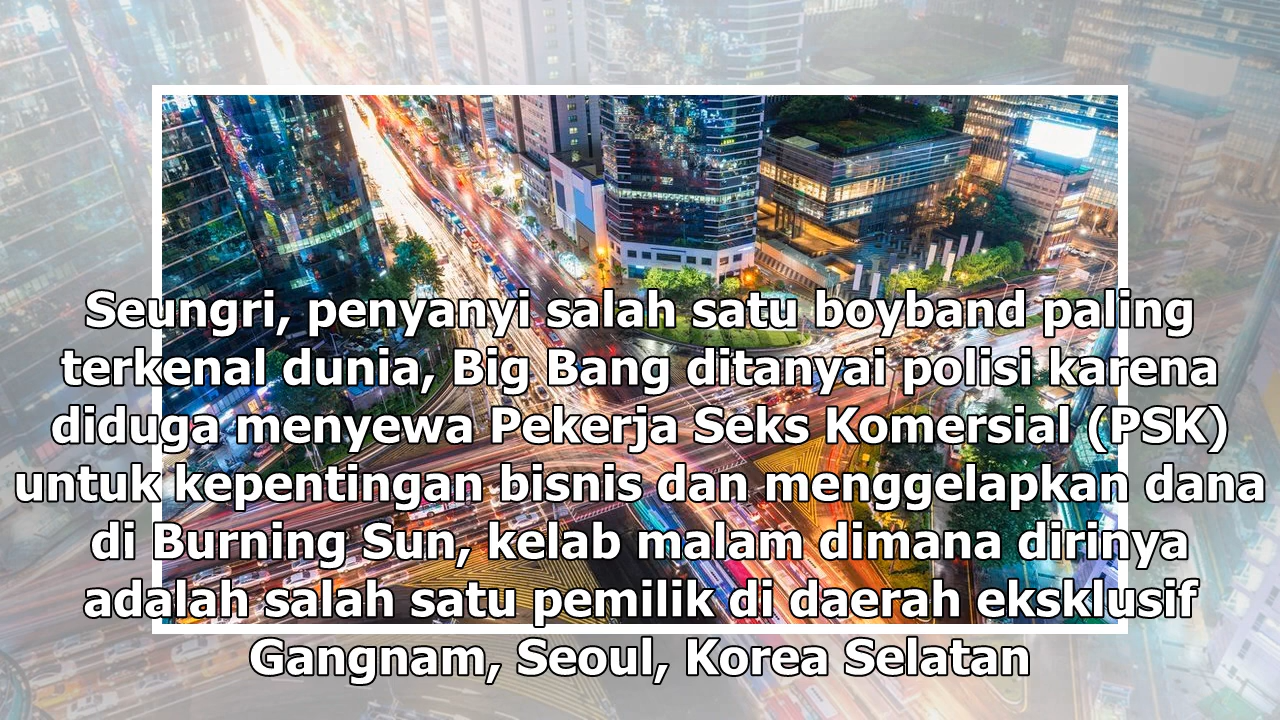 Seungri, penyanyi salah satu boyband paling
terkenal dunia, Big Bang ditanyai polisi karena
diduga menyewa Pekerja Seks Komersial (PSK)
untuk kepentingan bisnis dan menggelapkan dana
di Burning Sun, kelab malam dimana dirinya
adalah salah satu pemilik di daerah eksklusif
Gangnam, Seoul, Korea Selatan